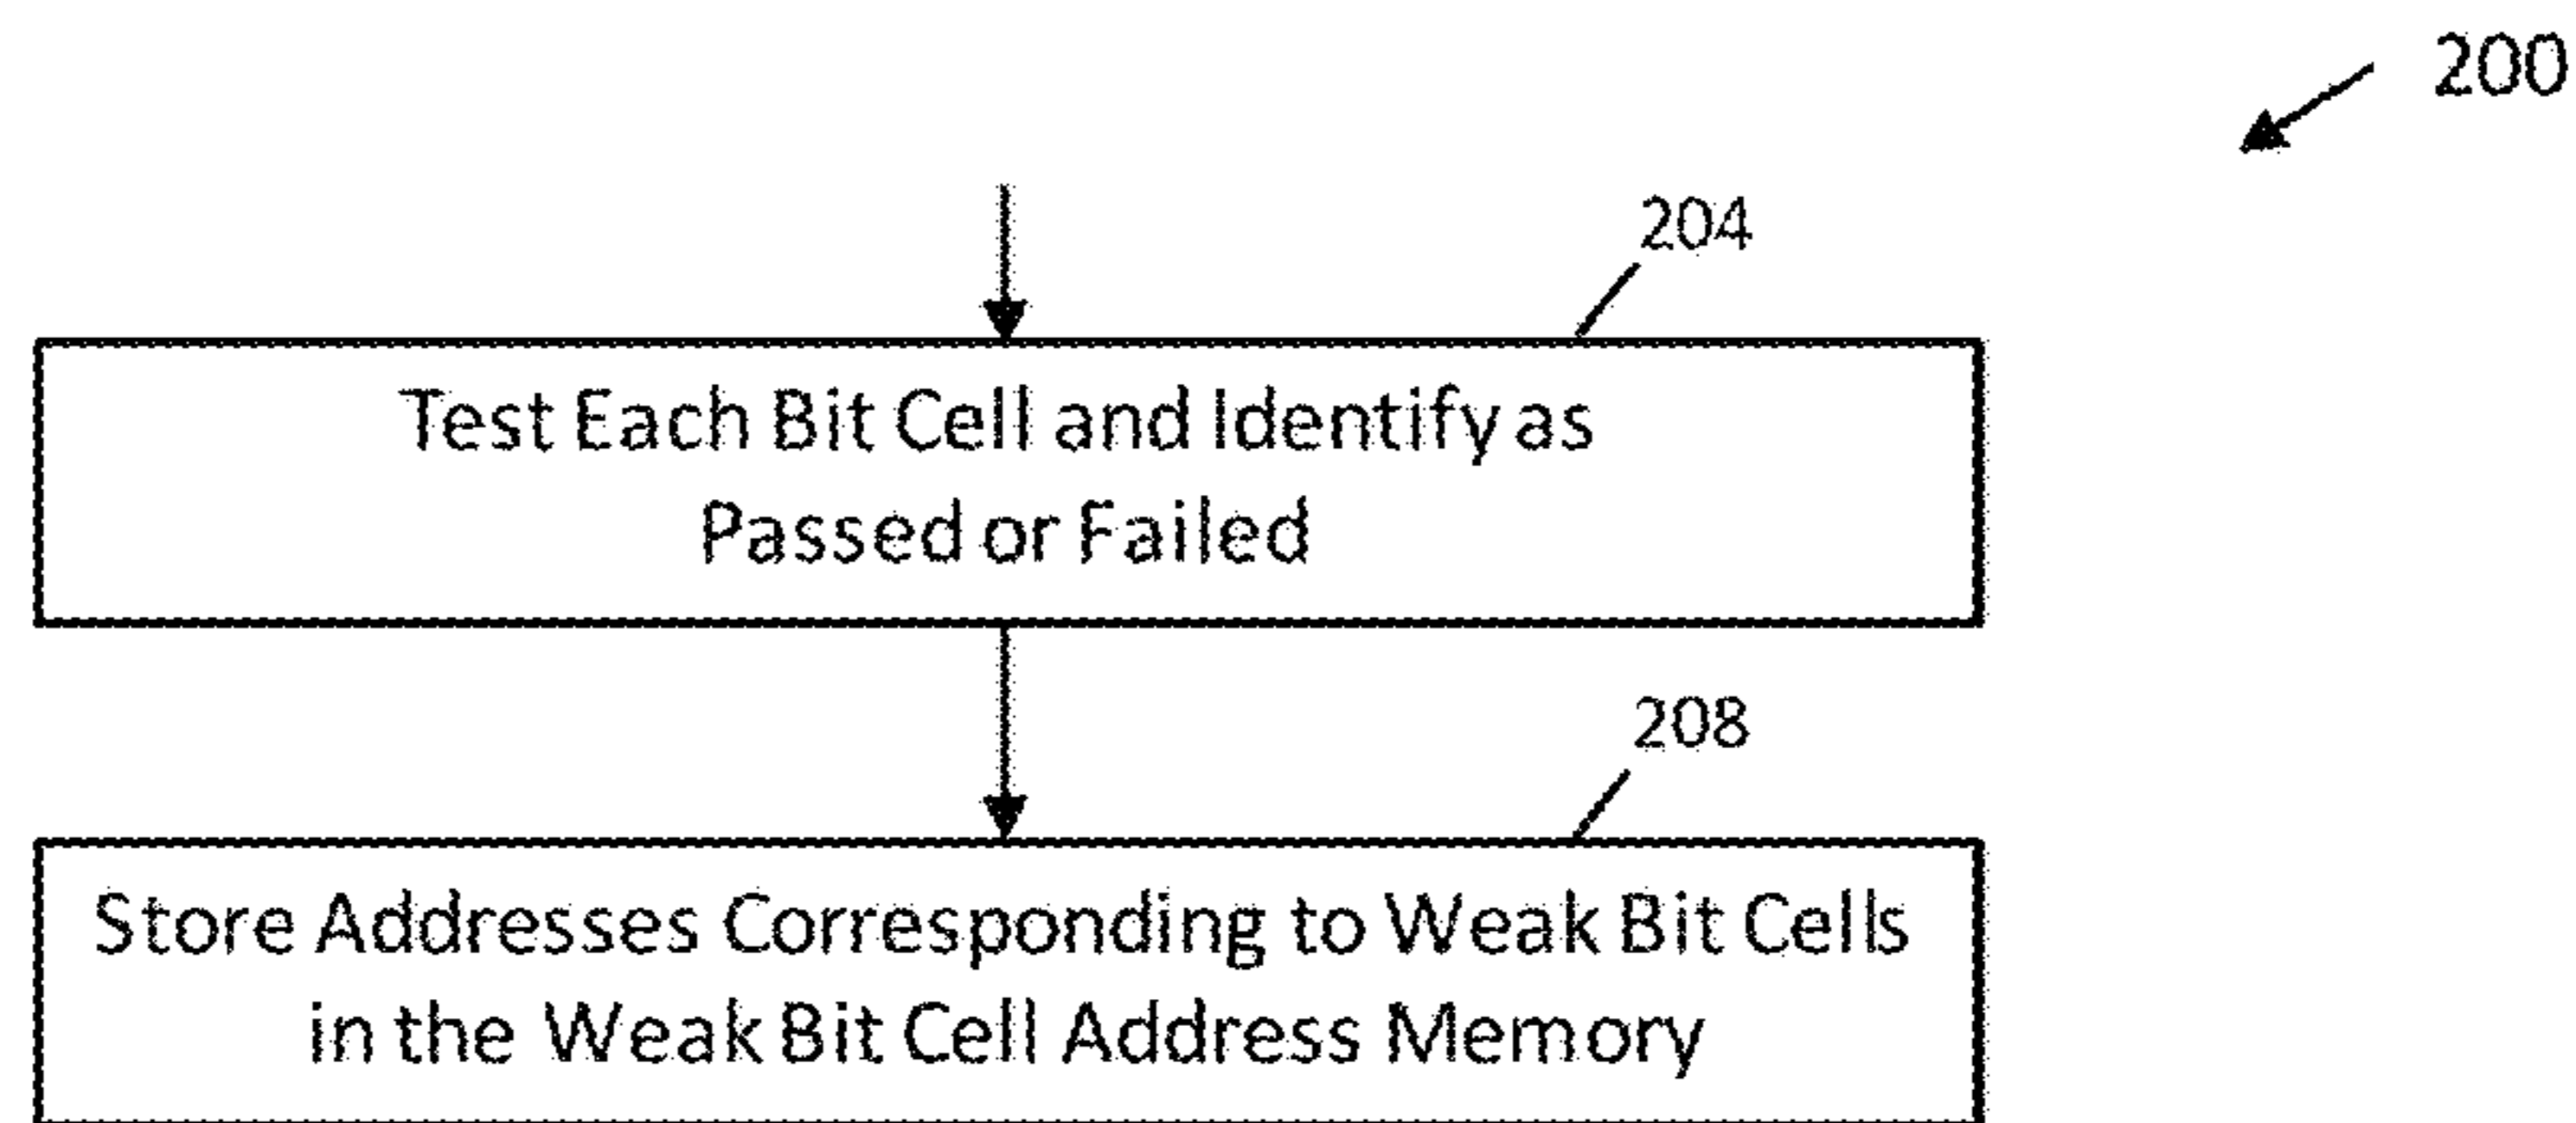 200
204
Test Each Bit Cell and Identify as
Passed or Failed
208
Store Addresses Corresponding to Weak Bit Cells
in the Weak Bit Cell Address Memory